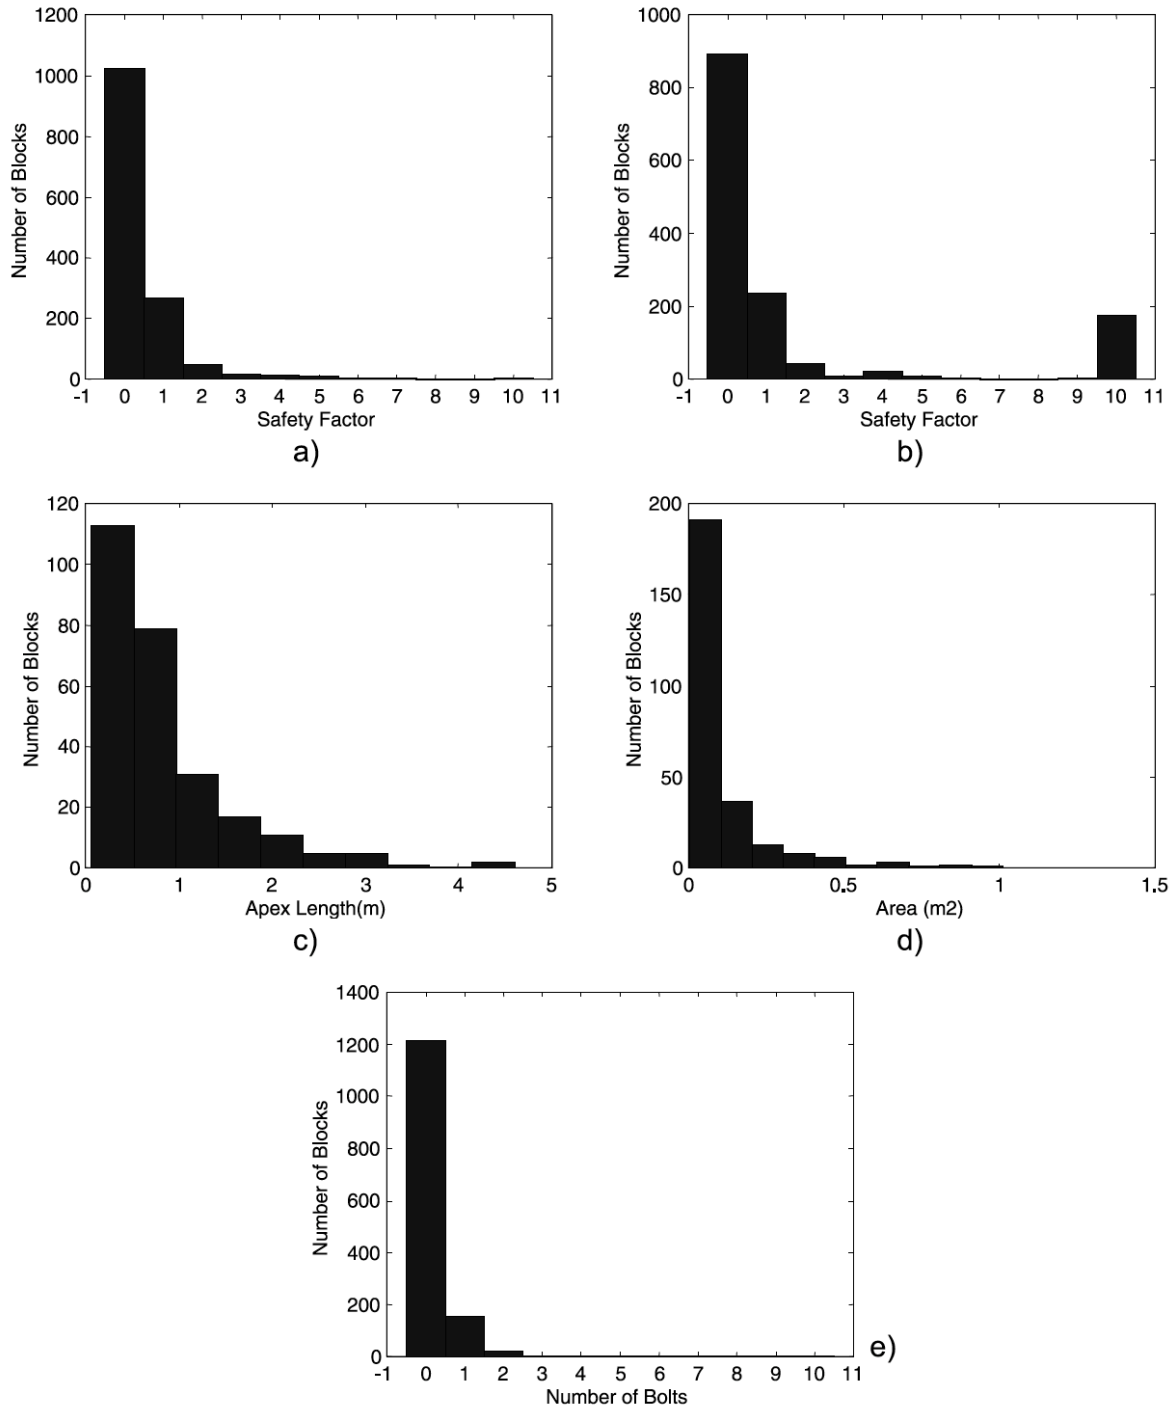 1200
1000
800
600
400
200
0
-1 0 1 2 3 4 5 6 7 8 9 10 11
Number of Blocks
Safety Factor
a)
1000
800
600
400
200
0
-1 0 1 2 3 4 5 6 7 8 9 10 11
Number of Blocks
Safety Factor
b)
120
100
80
60
40
20
0
0 1 2 3 4 5
Number of Blocks
Apex Length(m)
c)
200
150
100
50
0
0 0.5 1 1.5
Number of Blocks
Area (m2)
d)
1400
1200
1000
800
600
400
200
0
-1 0 1 2 3 4 5 6 7 8 9 10 11
Number of Blocks
Number of Bolts
e)